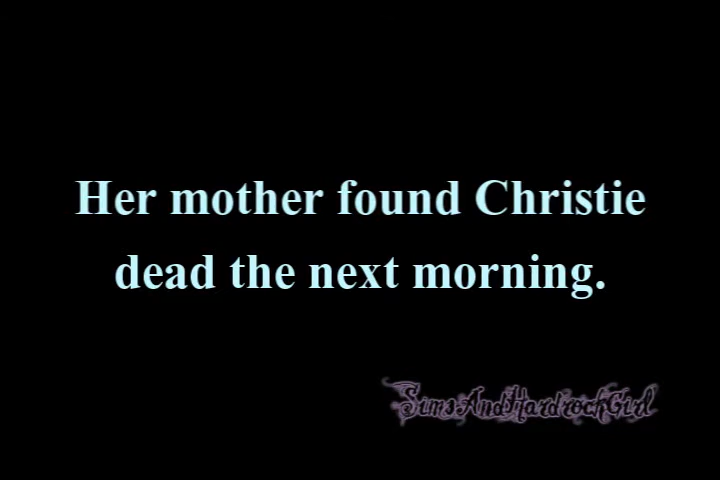 Her mother found Christie
dead the next morning.
SimsAndHardrockGirl